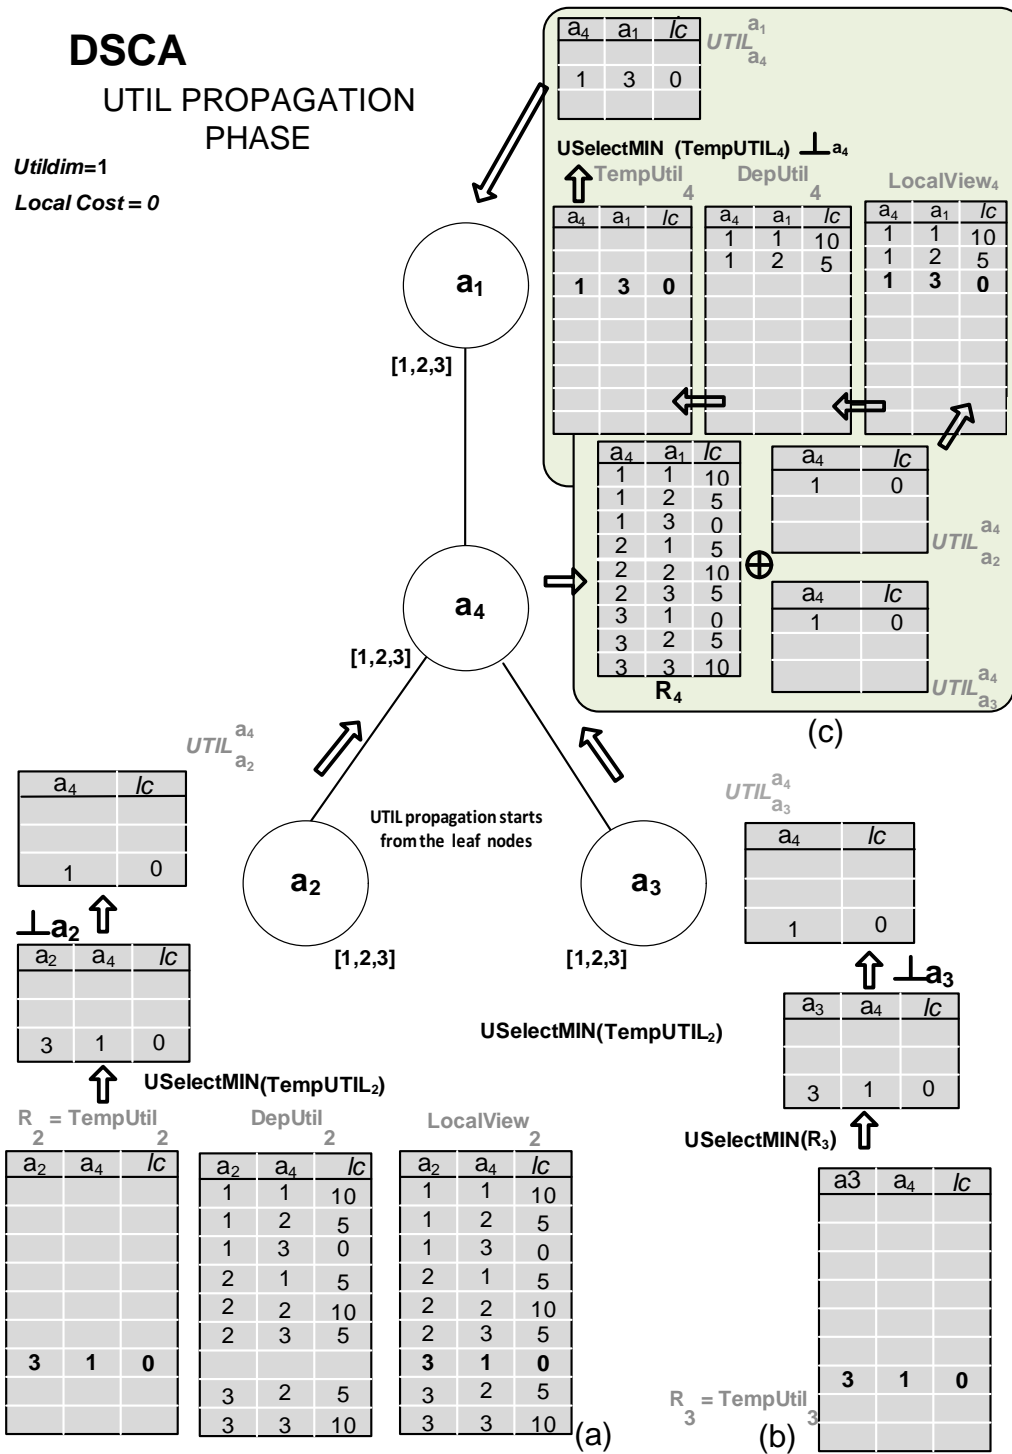 DSCA
UTIL PROPAGATION
PHASE
Utildim=1
Local Cost = 0
a4 a1 lc
1 3 0
UTIL a1 a4
USelectMIN (TempUTIL4) ⊥ a4
TempUtil 4
a4 a1 lc
1 3 0
DepUtil 4
a4 a1 lc
1 1 10
1 2 5
LocalView4
a4 a1 lc
1 1 10
1 2 5
1 3 0
a4 a1 lc
1 1 10
1 2 5
1 3 0
2 1 5
2 2 10
2 3 5
3 1 0
3 2 5
3 3 10
R4
⊕
a4 lc
1 0
UTIL a4 a2
a4 lc
1 0
UTIL a4 a3
(c)
a1
[1,2,3]
a4
[1,2,3]
UTIL propagation starts
from the leaf nodes
a2
[1,2,3]
a3
[1,2,3]
UTIL a4 a2
a4 lc
1 0
⊥a2
a2 a4 lc
3 1 0
USelectMIN(TempUTIL2)
R2 = TempUtil 2
a2 a4 lc
3 1 0
DepUtil 2
a2 a4 lc
1 1 10
1 2 5
1 3 0
2 1 5
2 2 10
2 3 5
3 2 5
3 3 10
LocalView 2
a2 a4 lc
1 1 10
1 2 5
1 3 0
2 1 5
2 2 10
2 3 5
3 1 0
3 2 5
3 3 10
(a)
UTIL a4 a3
a4 lc
1 0
⊥a3
USelectMIN(TempUTIL2)
a3 a4 lc
3 1 0
USelectMIN(R3)
a3 a4 lc
3 1 0
R3 = TempUtil 3
(b)